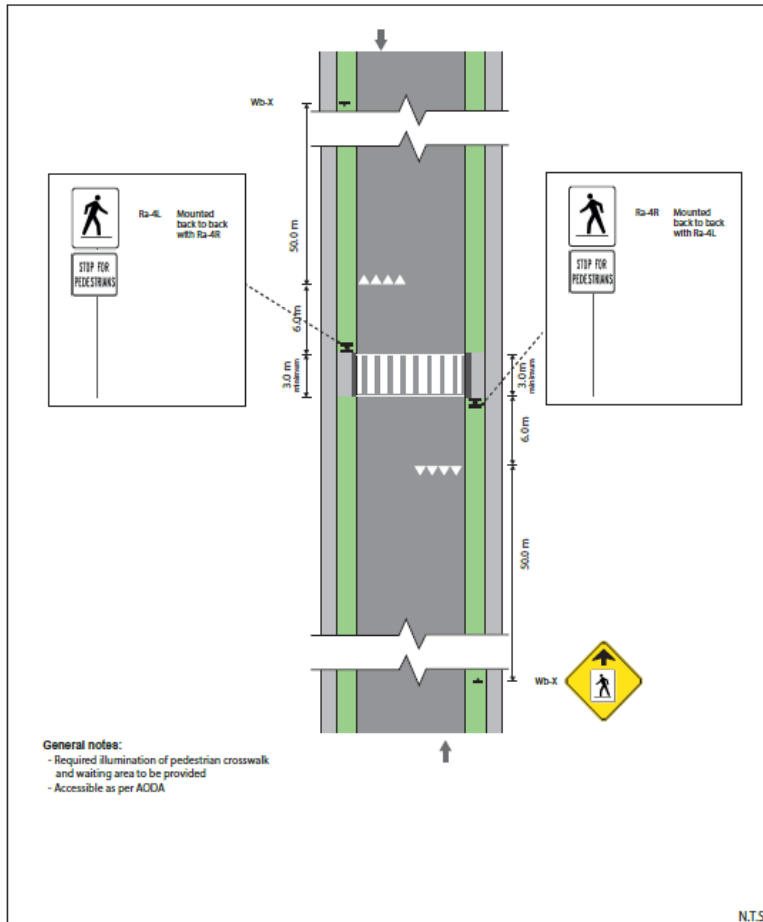 Wb-X
Ra-4L Mounted
back to back
with Ra-4R
STOP FOR
PEDESTRIANS
50.0 m
6.0 m
3.0 m
minimum
Ra-4R Mounted
back to back
with Ra-4L
STOP FOR
PEDESTRIANS
3.0 m
minimum
6.0 m
50.0 m
Wb-X
General notes:
- Required illumination of pedestrian crosswalk
and waiting area to be provided
- Accessible as per AODA
N.T.S